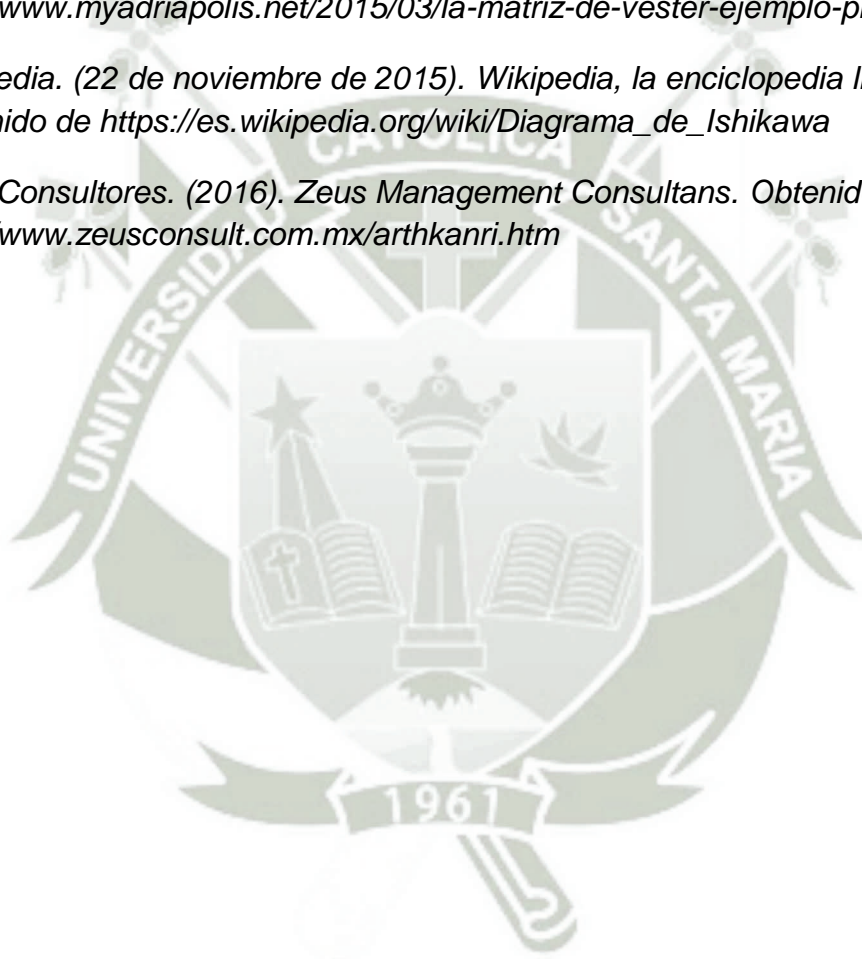 www.myadriapolis.net/2015/03/la-matriz-de-vester-ejemplo-p
edia. (22 de noviembre de 2015). Wikipedia, la enciclopedia l
ido de https://es.wikipedia.org/wiki/Diagrama_de_Ishikawa
Consultores. (2016). Zeus Management Consultans. Obtenid
/www.zeusconsult.com.mx/arthkanri.htm
UNIVERSIDAD CATOLICA SANTA MARIA
1961